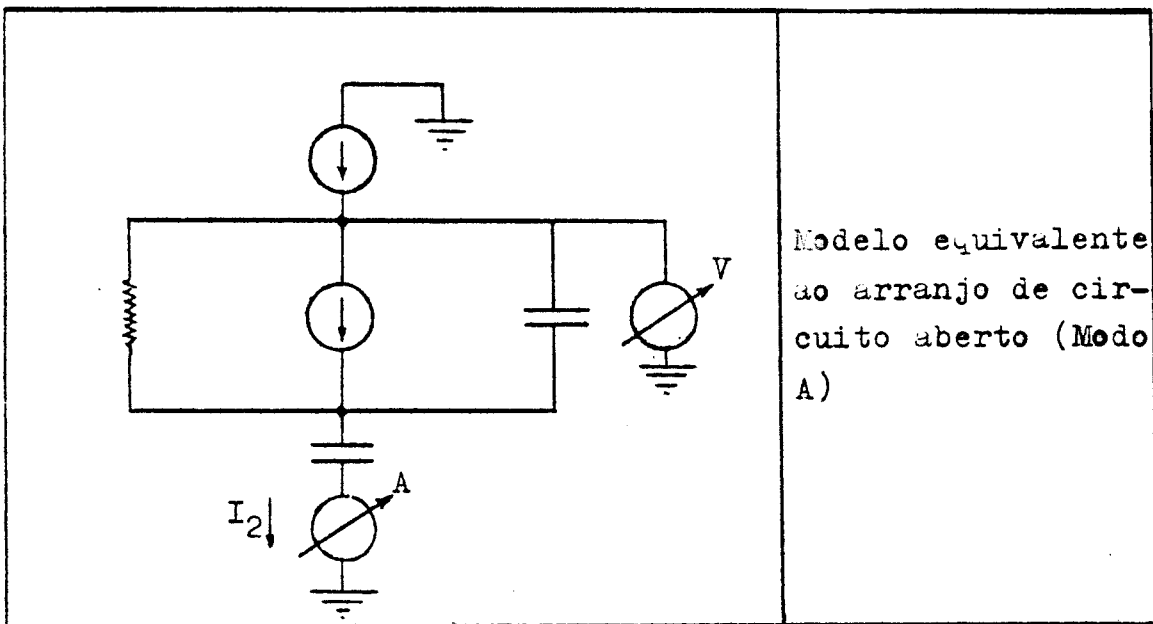 V
A
I2
Modelo equivalente
ao arranjo de cir-
cuito aberto (Modo
A)